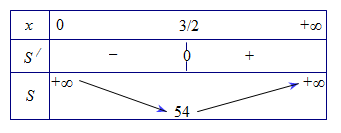 x 0 3/2 +∞
S′ − 0 +
S +∞ 54 +∞